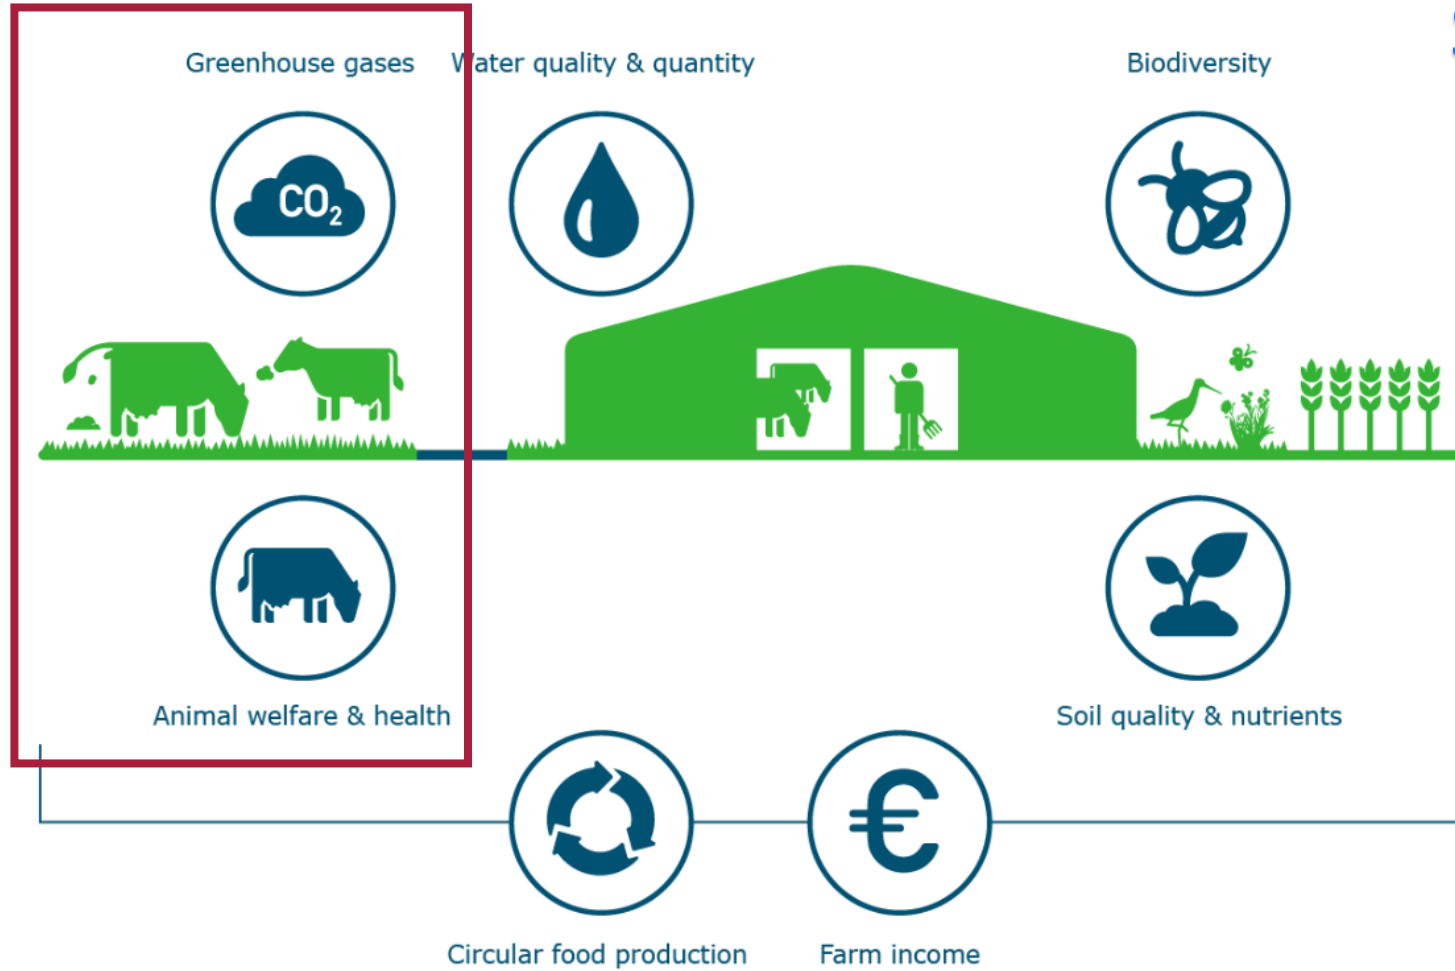 Greenhouse gases
Water quality & quantity
Biodiversity
CO₂
Animal welfare & health
Soil quality & nutrients
€
Circular food production
Farm income